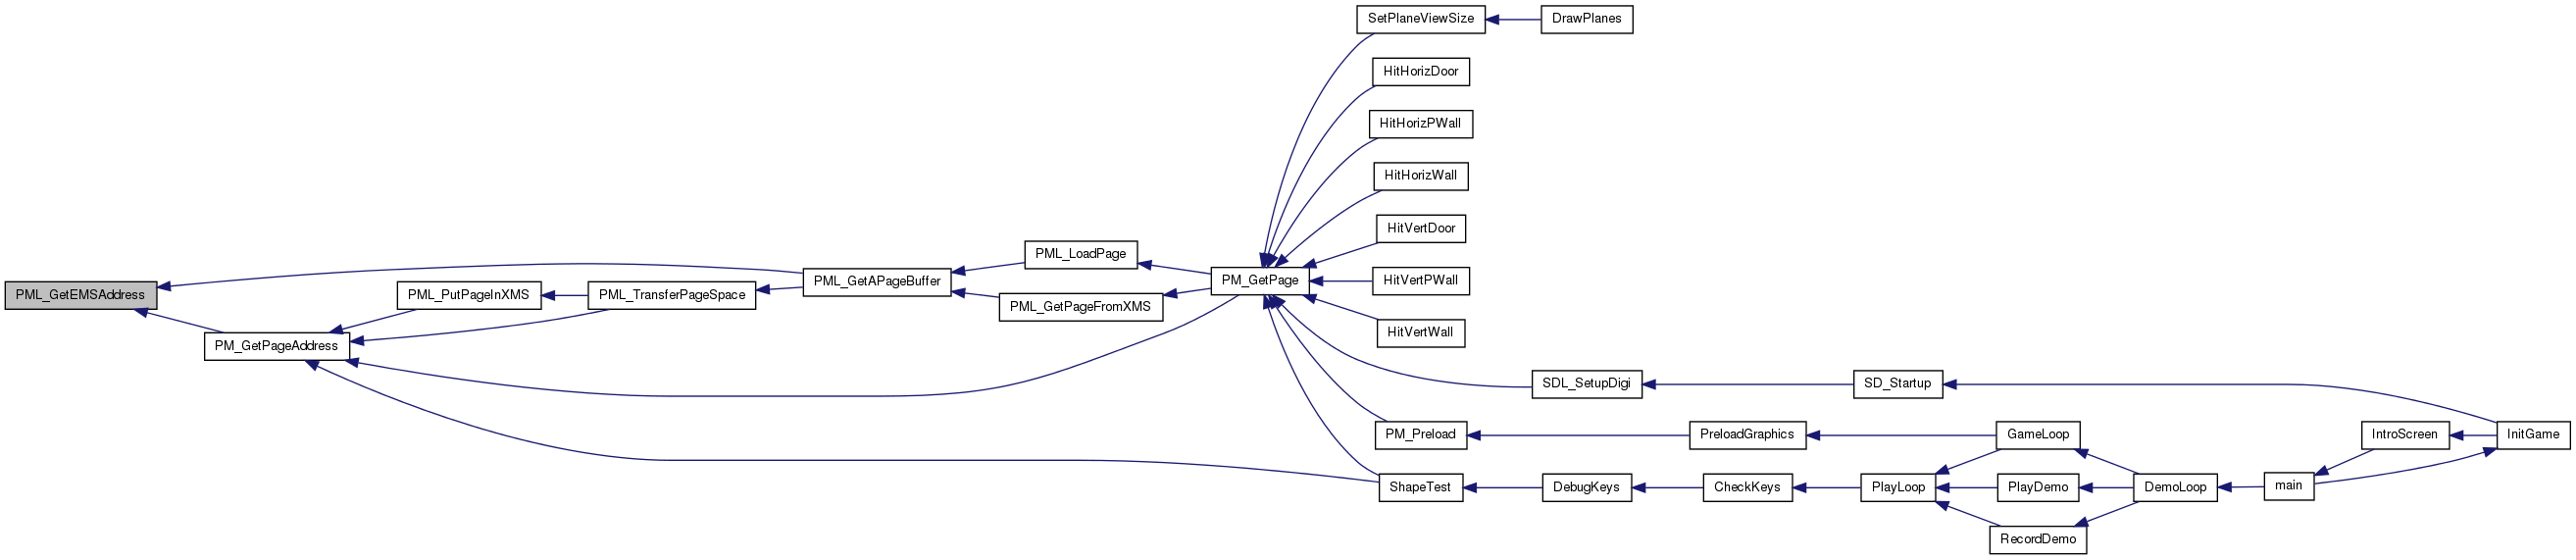 SetPlaneViewSize
DrawPlanes
HitHorizDoor
HitHorizPWall
HitHorizWall
HitVertDoor
PML_LoadPage
PML_GetEMSAddress
PML_PutPageInXMS
PML_TransferPageSpace
PML_GetAPageBuffer
PM_GetPage
HitVertPWall
PML_GetPageFromXMS
HitVertWall
PM_GetPageAddress
SDL_SetupDigi
SD_Startup
PM_Preload
PreloadGraphics
GameLoop
IntroScreen
InitGame
ShapeTest
DebugKeys
CheckKeys
PlayLoop
PlayDemo
DemoLoop
main
RecordDemo